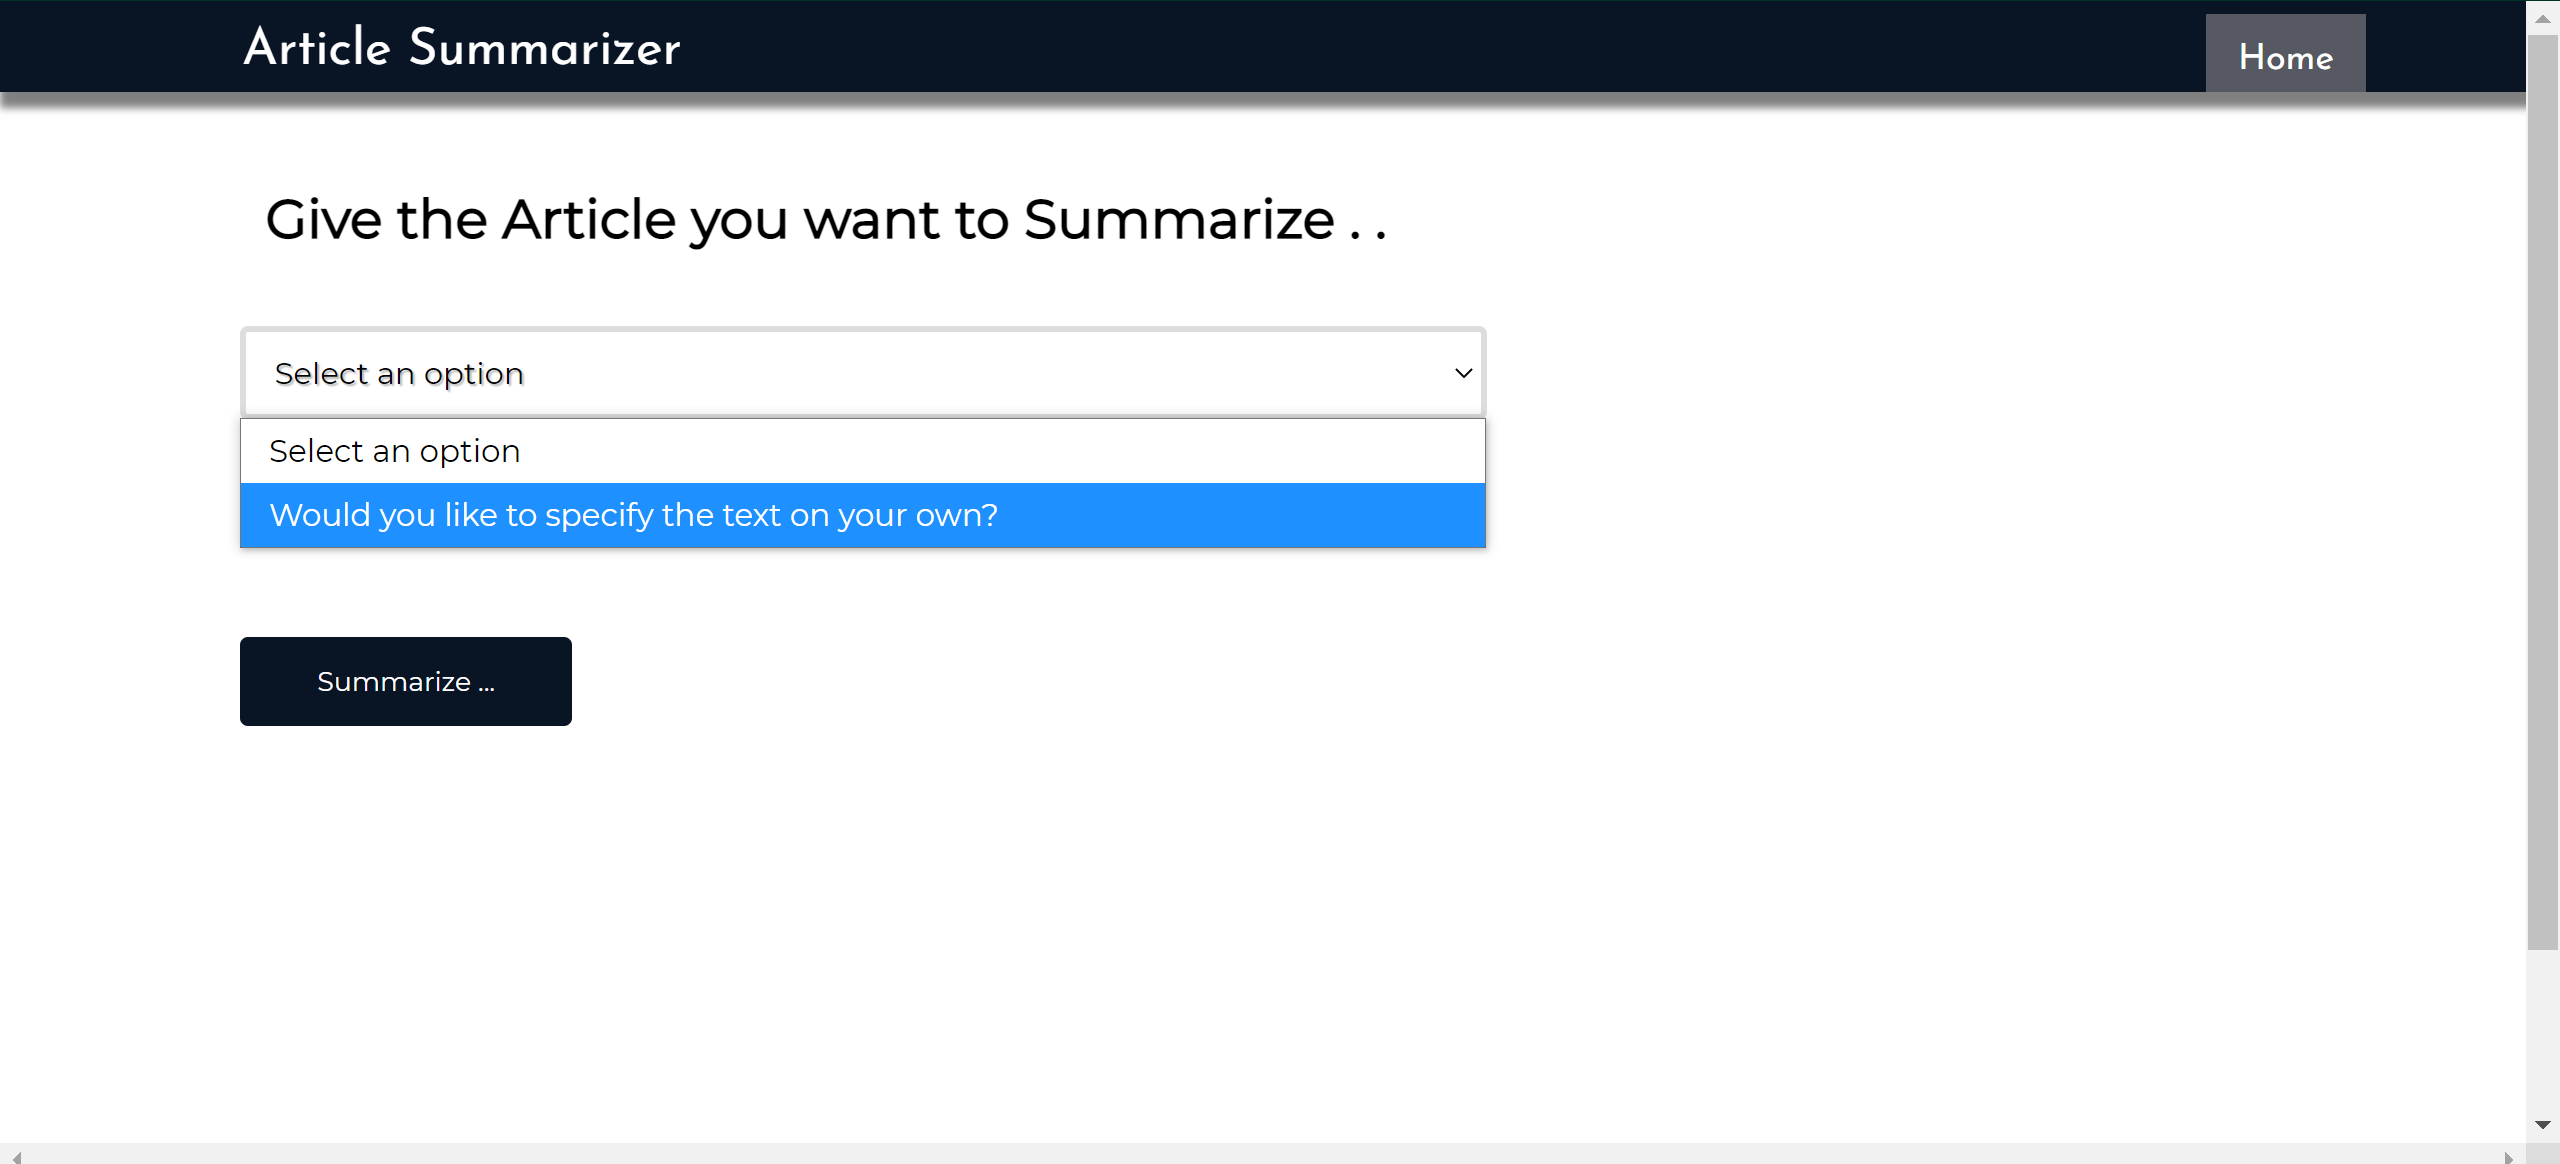 Article Summarizer
Home
Give the Article you want to Summarize . .
Select an option
Select an option
Would you like to specify the text on your own?
Summarize ...